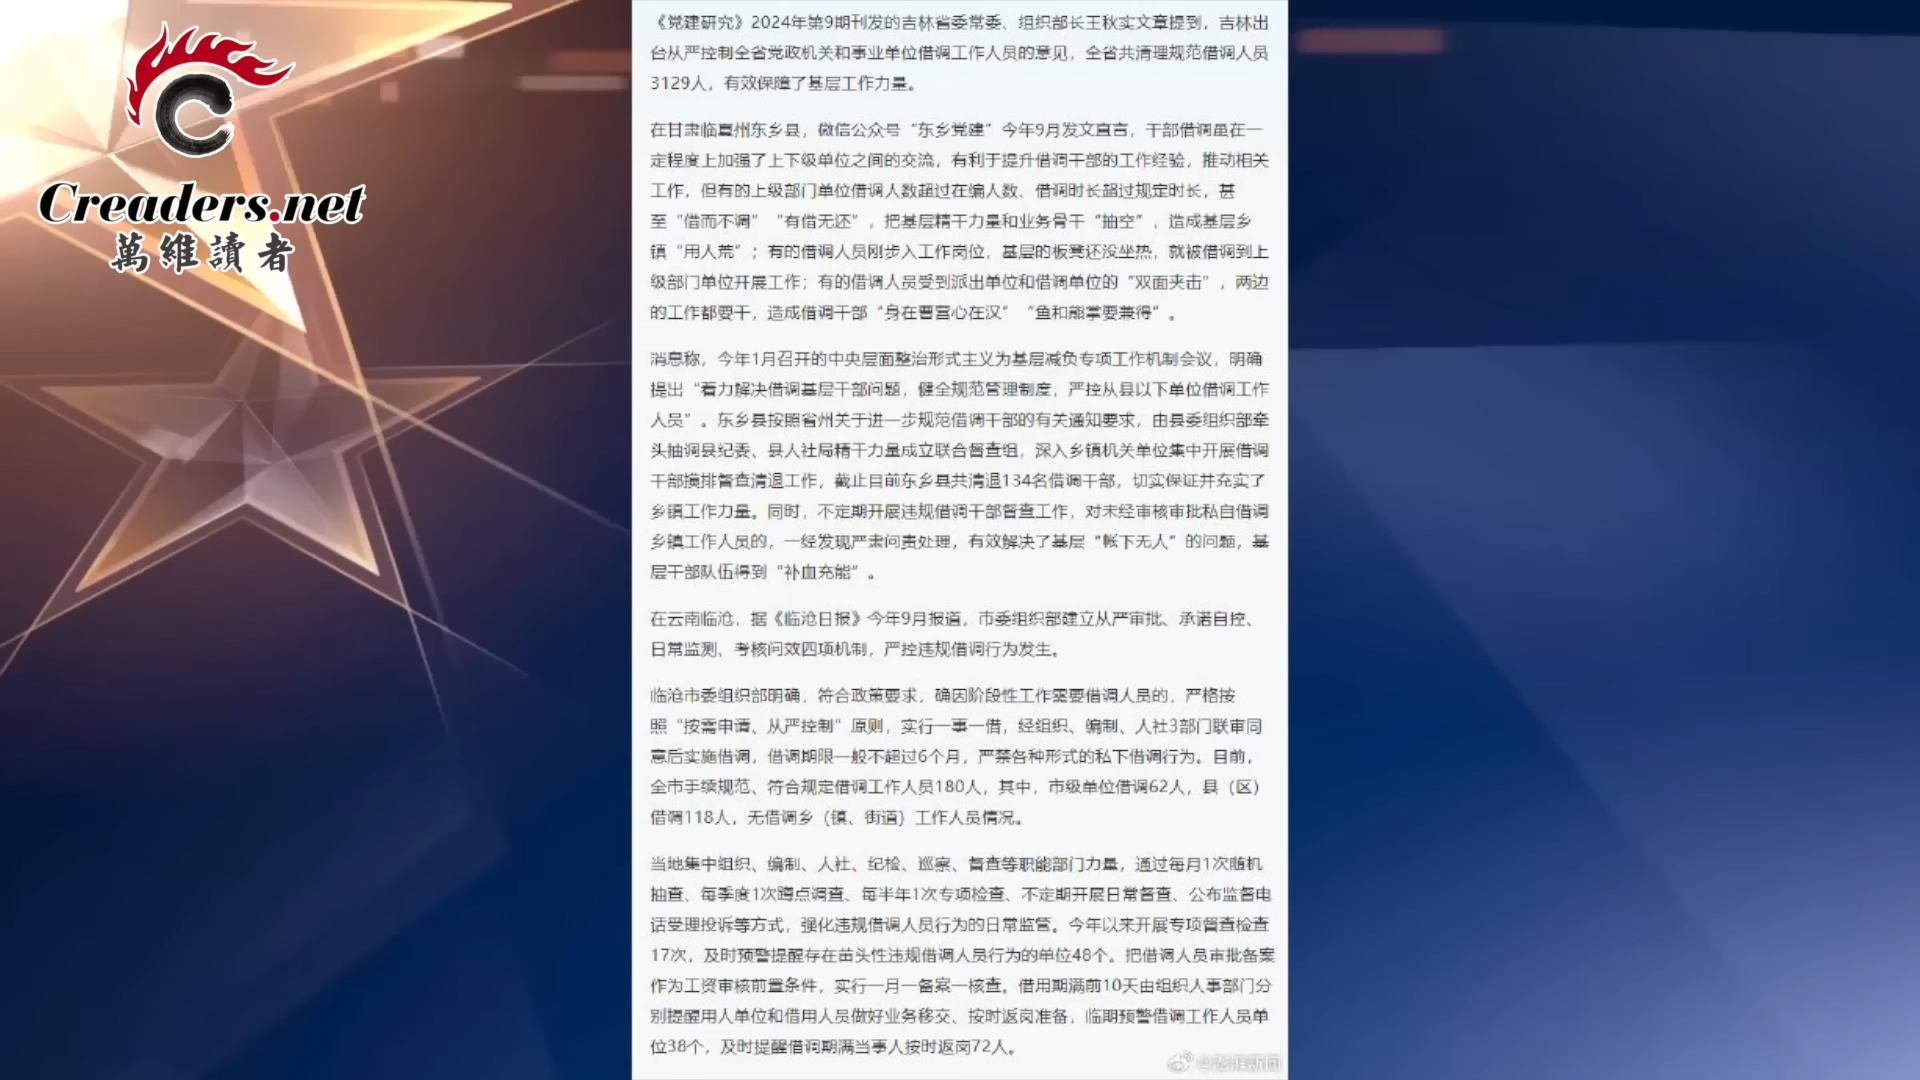 Creaders.net
萬維讀者
《党建研究》2024年第9期刊发的吉林省委常委、组织部长王秋实文章提到，吉林出
台从严控制全省党政机关和事业单位借调工作人员的意见，全省共清理规范借调人员
3129人，有效保障了基层工作力量。
在甘肃临夏州东乡县，微信公众号“东乡党建”今年9月发文直言，干部借调虽在一
定程度上加强了上下级单位之间的交流，有利于提升借调干部的工作经验，推动相关
工作，但有的上级部门单位借调人数超过在编人数、借调时长超过规定时长，甚
至“借而不调”“有借无还”，把基层精干力量和业务骨干“抽空”，造成基层乡
镇“用人荒”；有的借调人员刚步入工作岗位，基层的板凳还没坐热，就被借调到上
级部门单位开展工作；有的借调人员受到派出单位和借调单位的“双面夹击”，两边
的工作都要干，造成借调干部“身在曹营心在汉”“鱼和熊掌要兼得”。
消息称，今年1月召开的中央层面整治形式主义为基层减负专项工作机制会议，明确
提出“着力解决借调基层干部问题，健全规范管理制度，严控从县以下单位借调工作
人员”。东乡县按照省州关于进一步规范借调干部的有关通知要求，由县委组织部牵
头抽调县纪委、县人社局精干力量成立联合督查组，深入乡镇机关单位集中开展借调
干部摸排督查清退工作，截止目前东乡县共清退134名借调干部，切实保证并充实了
乡镇工作力量。同时，不定期开展违规借调干部督查工作，对未经审核审批私自借调
乡镇工作人员的，一经发现严肃问责处理，有效解决了基层“帐下无人”的问题，基
层干部队伍得到“补血充能”。
在云南临沧，据《临沧日报》今年9月报道，市委组织部建立从严审批、承诺自控、
日常监测、考核问效四项机制，严控违规借调行为发生。
临沧市委组织部明确，符合政策要求，确因阶段性工作需要借调人员的，严格按
照“按需申请、从严控制”原则，实行一事一借，经组织、编制、人社3部门联审同
意后实施借调，借调期限一般不超过6个月，严禁各种形式的私下借调行为。目前，
全市手续规范、符合规定借调工作人员180人，其中，市级单位借调62人，县（区）
借调118人，无借调乡（镇、街道）工作人员情况。
当地集中组织、编制、人社、纪检、巡察、督查等职能部门力量，通过每月1次随机
抽查、每季度1次蹲点调查、每半年1次专项检查、不定期开展日常督查、公布监督电
话受理投诉等方式，强化违规借调人员行为的日常监管。今年以来开展专项督查检查
17次，及时预警提醒存在苗头性违规借调人员行为的单位48个。把借调人员审批备案
作为工资审核前置条件，实行一月一备案一核查。借用期满前10天由组织人事部门分
别提醒用人单位和借用人员做好业务移交、按时返岗准备，临期预警借调工作人员单
位38个，及时提醒借调期满当事人按时返岗72人。
@澎湃新闻